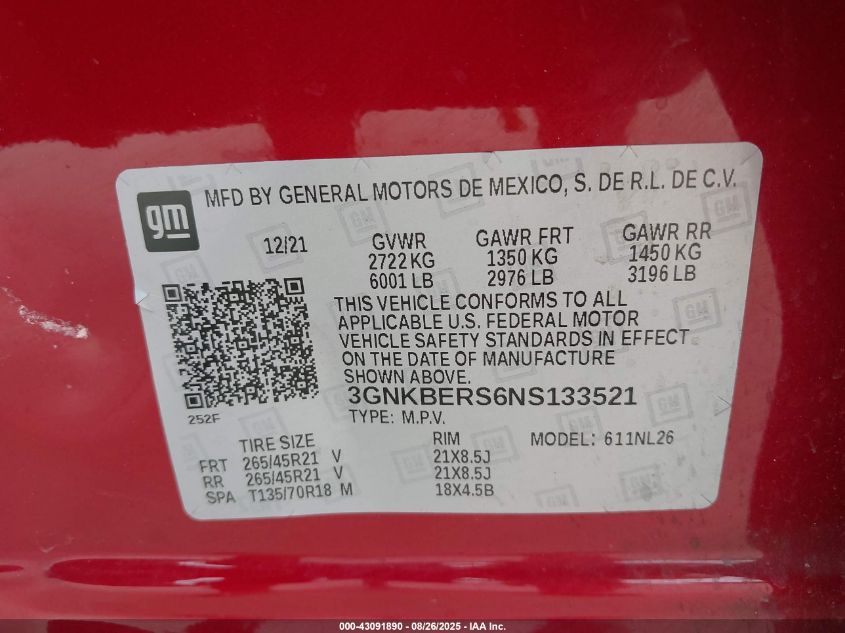 gm
MFD BY GENERAL MOTORS DE MEXICO, S. DE R.L. DE C.V.
12/21 GVWR GAWR FRT GAWR RR
2722 KG 1350 KG 1450 KG
6001 LB 2976 LB 3196 LB
THIS VEHICLE CONFORMS TO ALL
APPLICABLE U.S. FEDERAL MOTOR
VEHICLE SAFETY STANDARDS IN EFFECT
ON THE DATE OF MANUFACTURE
SHOWN ABOVE.
3GNKBERS6NS133521
252F TYPE: M.P.V.
TIRE SIZE RIM MODEL: 611NL26
FRT 265/45R21 V 21X8.5J
RR 265/45R21 V 21X8.5J
SPA T135/70R18 M 18X4.5B
000-43091890 - 08/26/2025 - IAA Inc.